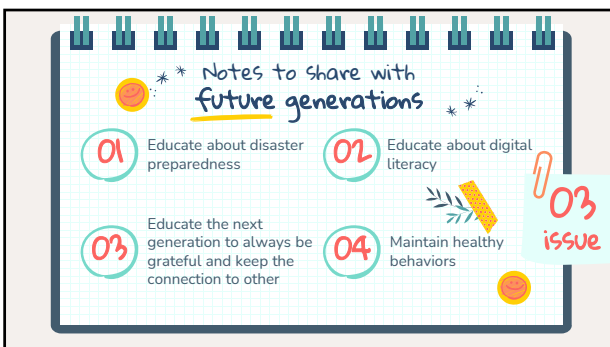 Notes to share with
future generations
01
Educate about disaster
preparedness
02
Educate about digital
literacy
03
Educate the next
generation to always be
grateful and keep the
connection to other
04
Maintain healthy
behaviors
03
issue